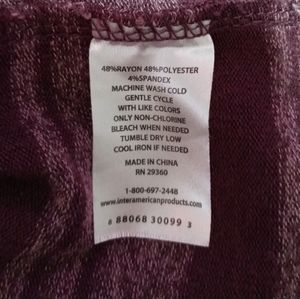 48%RAYON 48%POLYESTER
4%SPANDEX
MACHINE WASH COLD
GENTLE CYCLE
WITH LIKE COLORS
ONLY NON-CHLORINE
BLEACH WHEN NEEDED
TUMBLE DRY LOW
COOL IRON IF NEEDED
MADE IN CHINA
RN 29360
1-800-697-2448
www.interamericanproducts.com
8 88068 30099 3